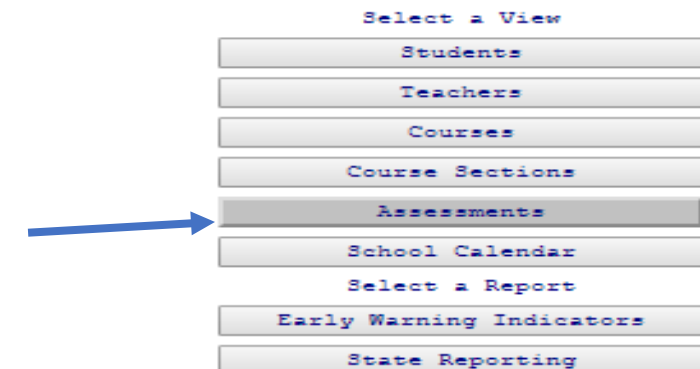 Select a View
Students
Teachers
Courses
Course Sections
Assessments
School Calendar
Select a Report
Early Warning Indicators
State Reporting